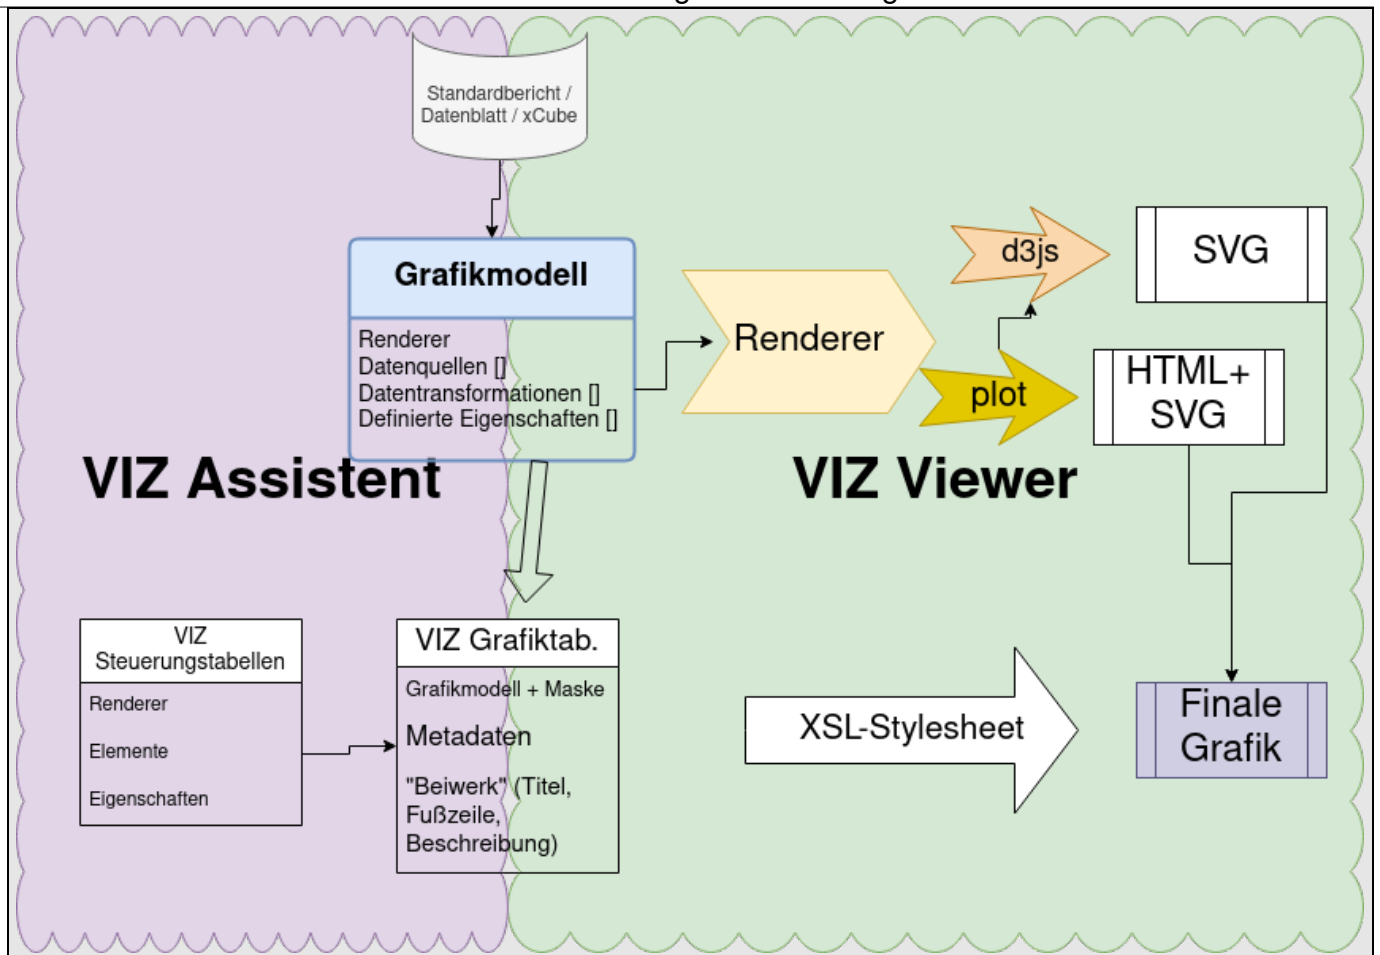 Standardbericht /
Datenblatt / xCube
Grafikmodell
Renderer
Datenquellen []
Datentransformationen []
Definierte Eigenschaften []
Renderer
d3js
plot
SVG
HTML+
SVG
VIZ Assistent
VIZ Viewer
VIZ
Steuerungstabellen
Renderer
Elemente
Eigenschaften
VIZ Grafiktab.
Grafikmodell + Maske
Metadaten
"Beiwerk" (Titel,
Fußzeile,
Beschreibung)
XSL-Stylesheet
Finale
Grafik